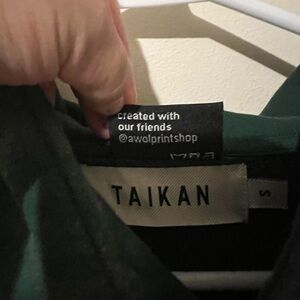 created with
our friends
@awolprintshop
TAIKAN
S